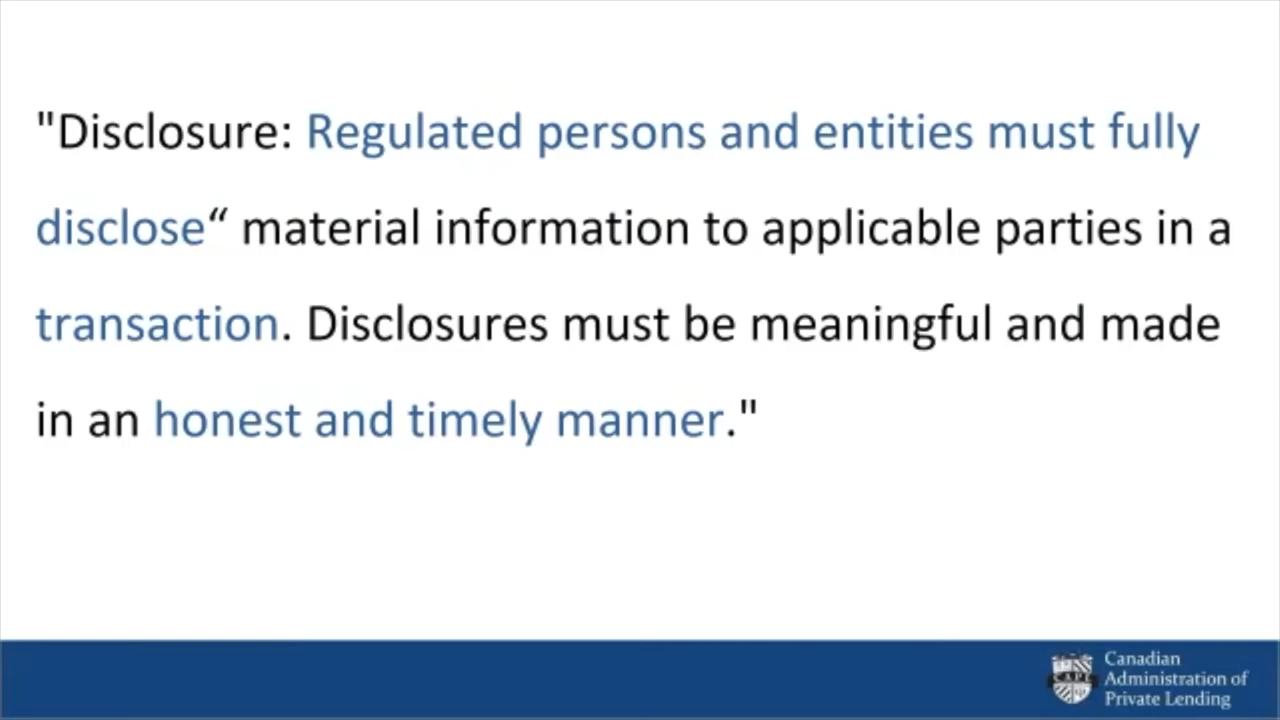 "Disclosure: Regulated persons and entities must fully
disclose“ material information to applicable parties in a
transaction. Disclosures must be meaningful and made
in an honest and timely manner."
CAPL
Canadian
Administration of
Private Lending